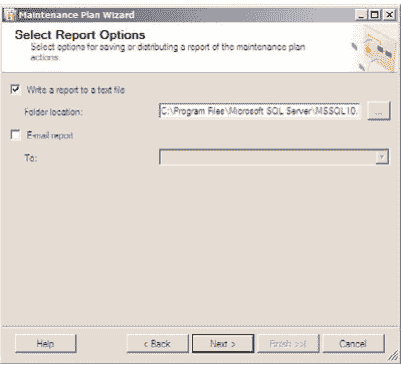 Maintenance Plan Wizard
Select Report Options
Select options for saving or distributing a report of the maintenance plan
actions.
Write a report to a text file
Folder location:
C:\Program Files\Microsoft SQL Server\MSSQL10.
...
E-mail report
To:
Help
< Back
Next >
Finish >>|
Cancel